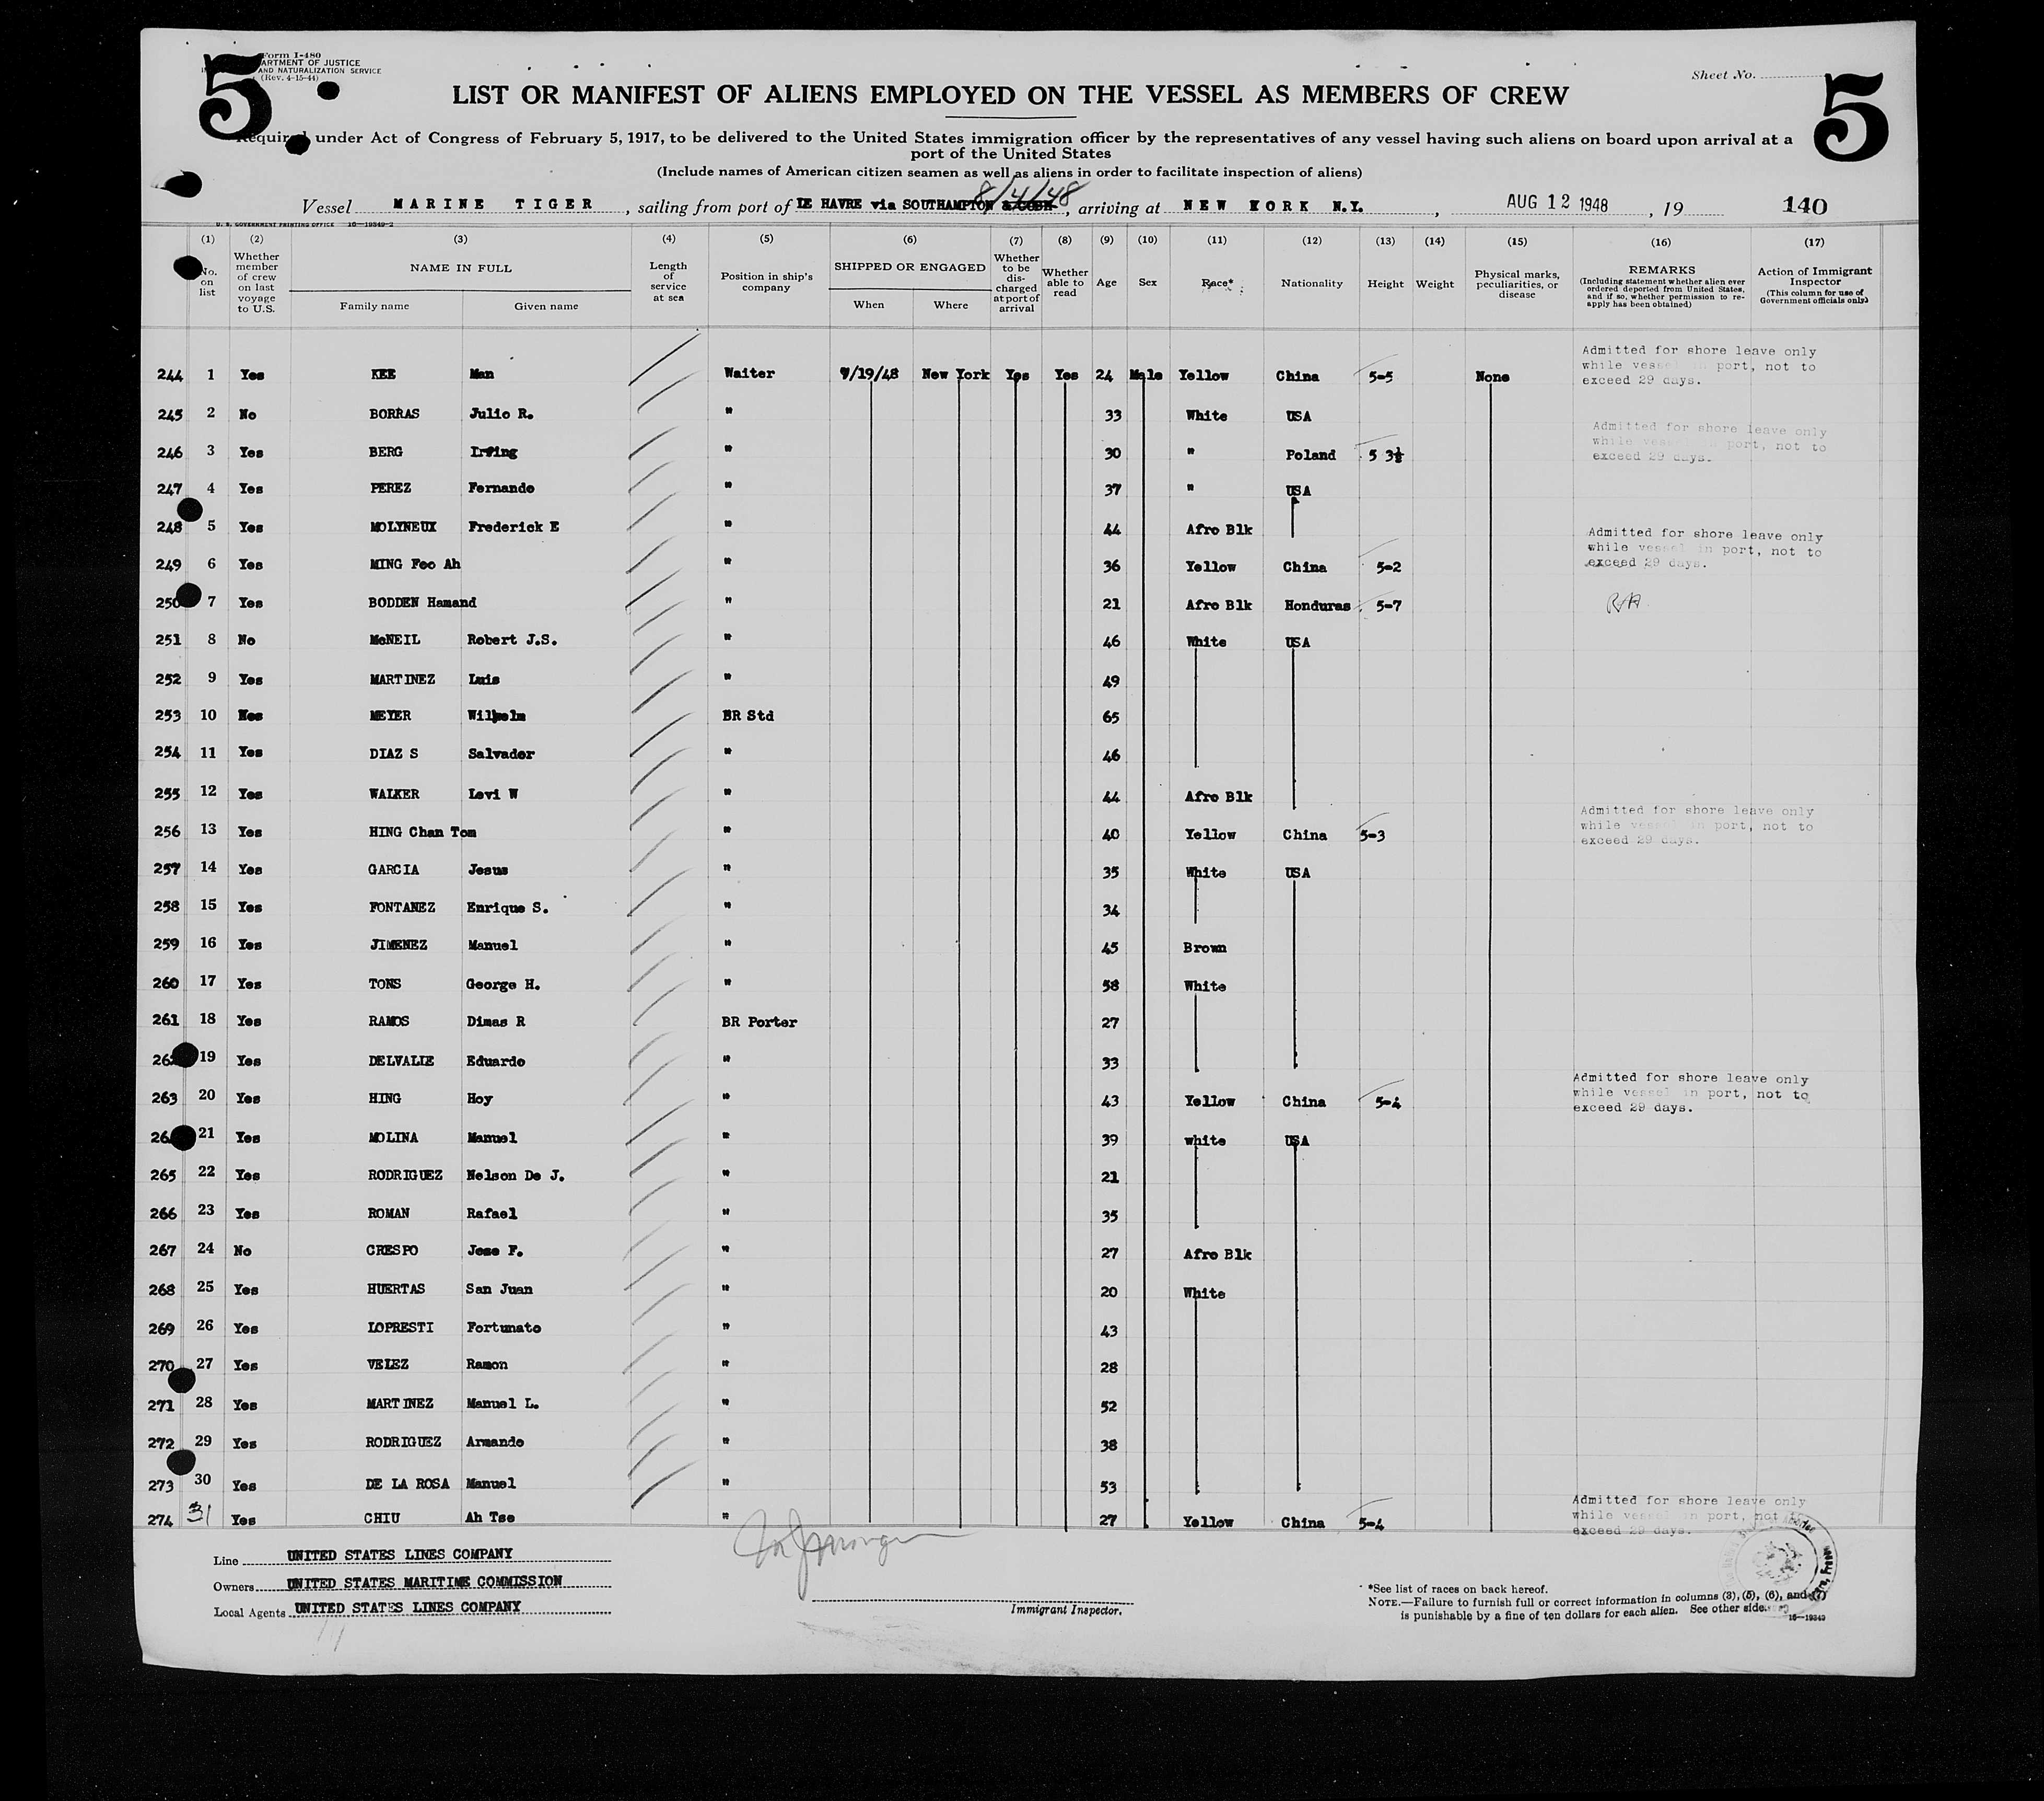 5
Form I-480
ARTMENT OF JUSTICE
AND NATURALIZATION SERVICE
(Rev. 4-15-44)
Sheet No.
5
LIST OR MANIFEST OF ALIENS EMPLOYED ON THE VESSEL AS MEMBERS OF CREW
Required under Act of Congress of February 5, 1917, to be delivered to the United States immigration officer by the representatives of any vessel having such aliens on board upon arrival at a
port of the United States
(Include names of American citizen seamen as well as aliens in order to facilitate inspection of aliens)
8/4/48
Vessel MARINE TIGER, sailing from port of LE HAVRE via SOUTHAMPTON & COBH, arriving at NEW YORK N.Y., AUG 12 1948, 19 140
U. S. GOVERNMENT PRINTING OFFICE 16—19349-2
(1) (2) (3) (4) (5) (6) (7) (8) (9) (10) (11) (12) (13) (14) (15) (16) (17)
No. on list
Whether member of crew on last voyage to U.S.
NAME IN FULL
Family name Given name
Length of service at sea
Position in ship's company
SHIPPED OR ENGAGED
When Where
Whether to be discharged at port of arrival
Whether able to read
Age
Sex
Race*
Nationality
Height
Weight
Physical marks, peculiarities, or disease
REMARKS
(Including statement whether alien ever ordered deported from United States, and if so, whether permission to re-apply has been obtained)
Action of Immigrant Inspector
(This column for use of Government officials only)
244 1 Yes KEE Man Waiter 7/19/48 New York Yes Yes 24 Male Yellow China 5-5 None Admitted for shore leave only while vessel in port, not to exceed 29 days.
245 2 No BORRAS Julio R. " 33 White USA
246 3 Yes BERG Irving " 30 " Poland 5 3½ Admitted for shore leave only while vessel in port, not to exceed 29 days.
247 4 Yes PEREZ Fernando " 37 " USA
248 5 Yes MOLYNEUX Frederick E " 44 Afro Blk
249 6 Yes MING Foo Ah " 36 Yellow China 5-2 Admitted for shore leave only while vessel in port, not to exceed 29 days.
250 7 Yes BODDEN Hamand " 21 Afro Blk Honduras 5-7
251 8 No McNEIL Robert J.S. " 46 White USA
252 9 Yes MARTINEZ Luis " 49
253 10 MEYER Wilhelm BR Std 65
254 11 Yes DIAZ S Salvador " 46
255 12 Yes WALKER Levi W " 44 Afro Blk
256 13 Yes HING Chan Tom " 40 Yellow China 5-3 Admitted for shore leave only while vessel in port, not to exceed 29 days.
257 14 Yes GARCIA Jesus " 35 White USA
258 15 Yes FONTANEZ Enrique S. " 34
259 16 Yes JIMENEZ Manuel " 45 Brown
260 17 Yes TONS George H. " 58 White
261 18 Yes RAMOS Dimas R BR Porter 27
26 19 Yes DELVALLE Eduardo " 33
263 20 Yes HING Hoy " 43 Yellow China 5-4 Admitted for shore leave only while vessel in port, not to exceed 29 days.
26 21 Yes MOLINA Manuel " 39 white USA
265 22 Yes RODRIGUEZ Nelson De J. " 21
266 23 Yes ROMAN Rafael " 35
267 24 No CRESPO Jose F. " 27 Afro Blk
268 25 Yes HUERTAS San Juan " 20 White
269 26 Yes LOPRESTI Fortunato " 43
270 27 Yes VELEZ Ramon " 28
271 28 Yes MARTINEZ Manuel L. " 52
272 29 Yes RODRIGUEZ Armando " 38
273 30 Yes DE LA ROSA Manuel " 53
274 31 Yes CHIU Ah Tse " 27 Yellow China 5-4 Admitted for shore leave only while vessel in port, not to exceed 29 days.
Line UNITED STATES LINES COMPANY
Owners UNITED STATES MARITIME COMMISSION
Local Agents UNITED STATES LINES COMPANY
Immigrant Inspector.
*See list of races on back hereof.
NOTE.—Failure to furnish full or correct information in columns (3), (5), (6), and (7)
is punishable by a fine of ten dollars for each alien. See other side.
16—19349